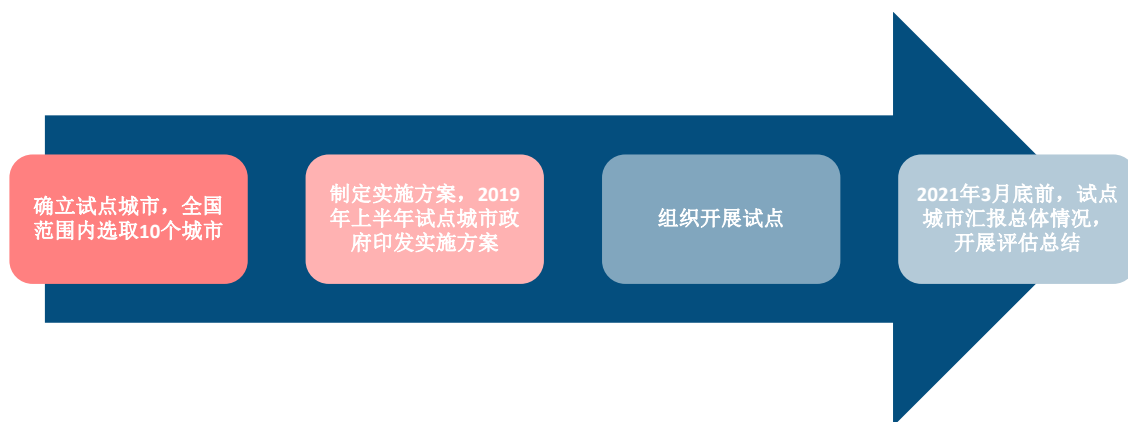 确立试点城市，全国
范围内选取10个城市
制定实施方案，2019
年上半年试点城市政
府印发实施方案
组织开展试点
2021年3月底前，试点
城市汇报总体情况，
开展评估总结